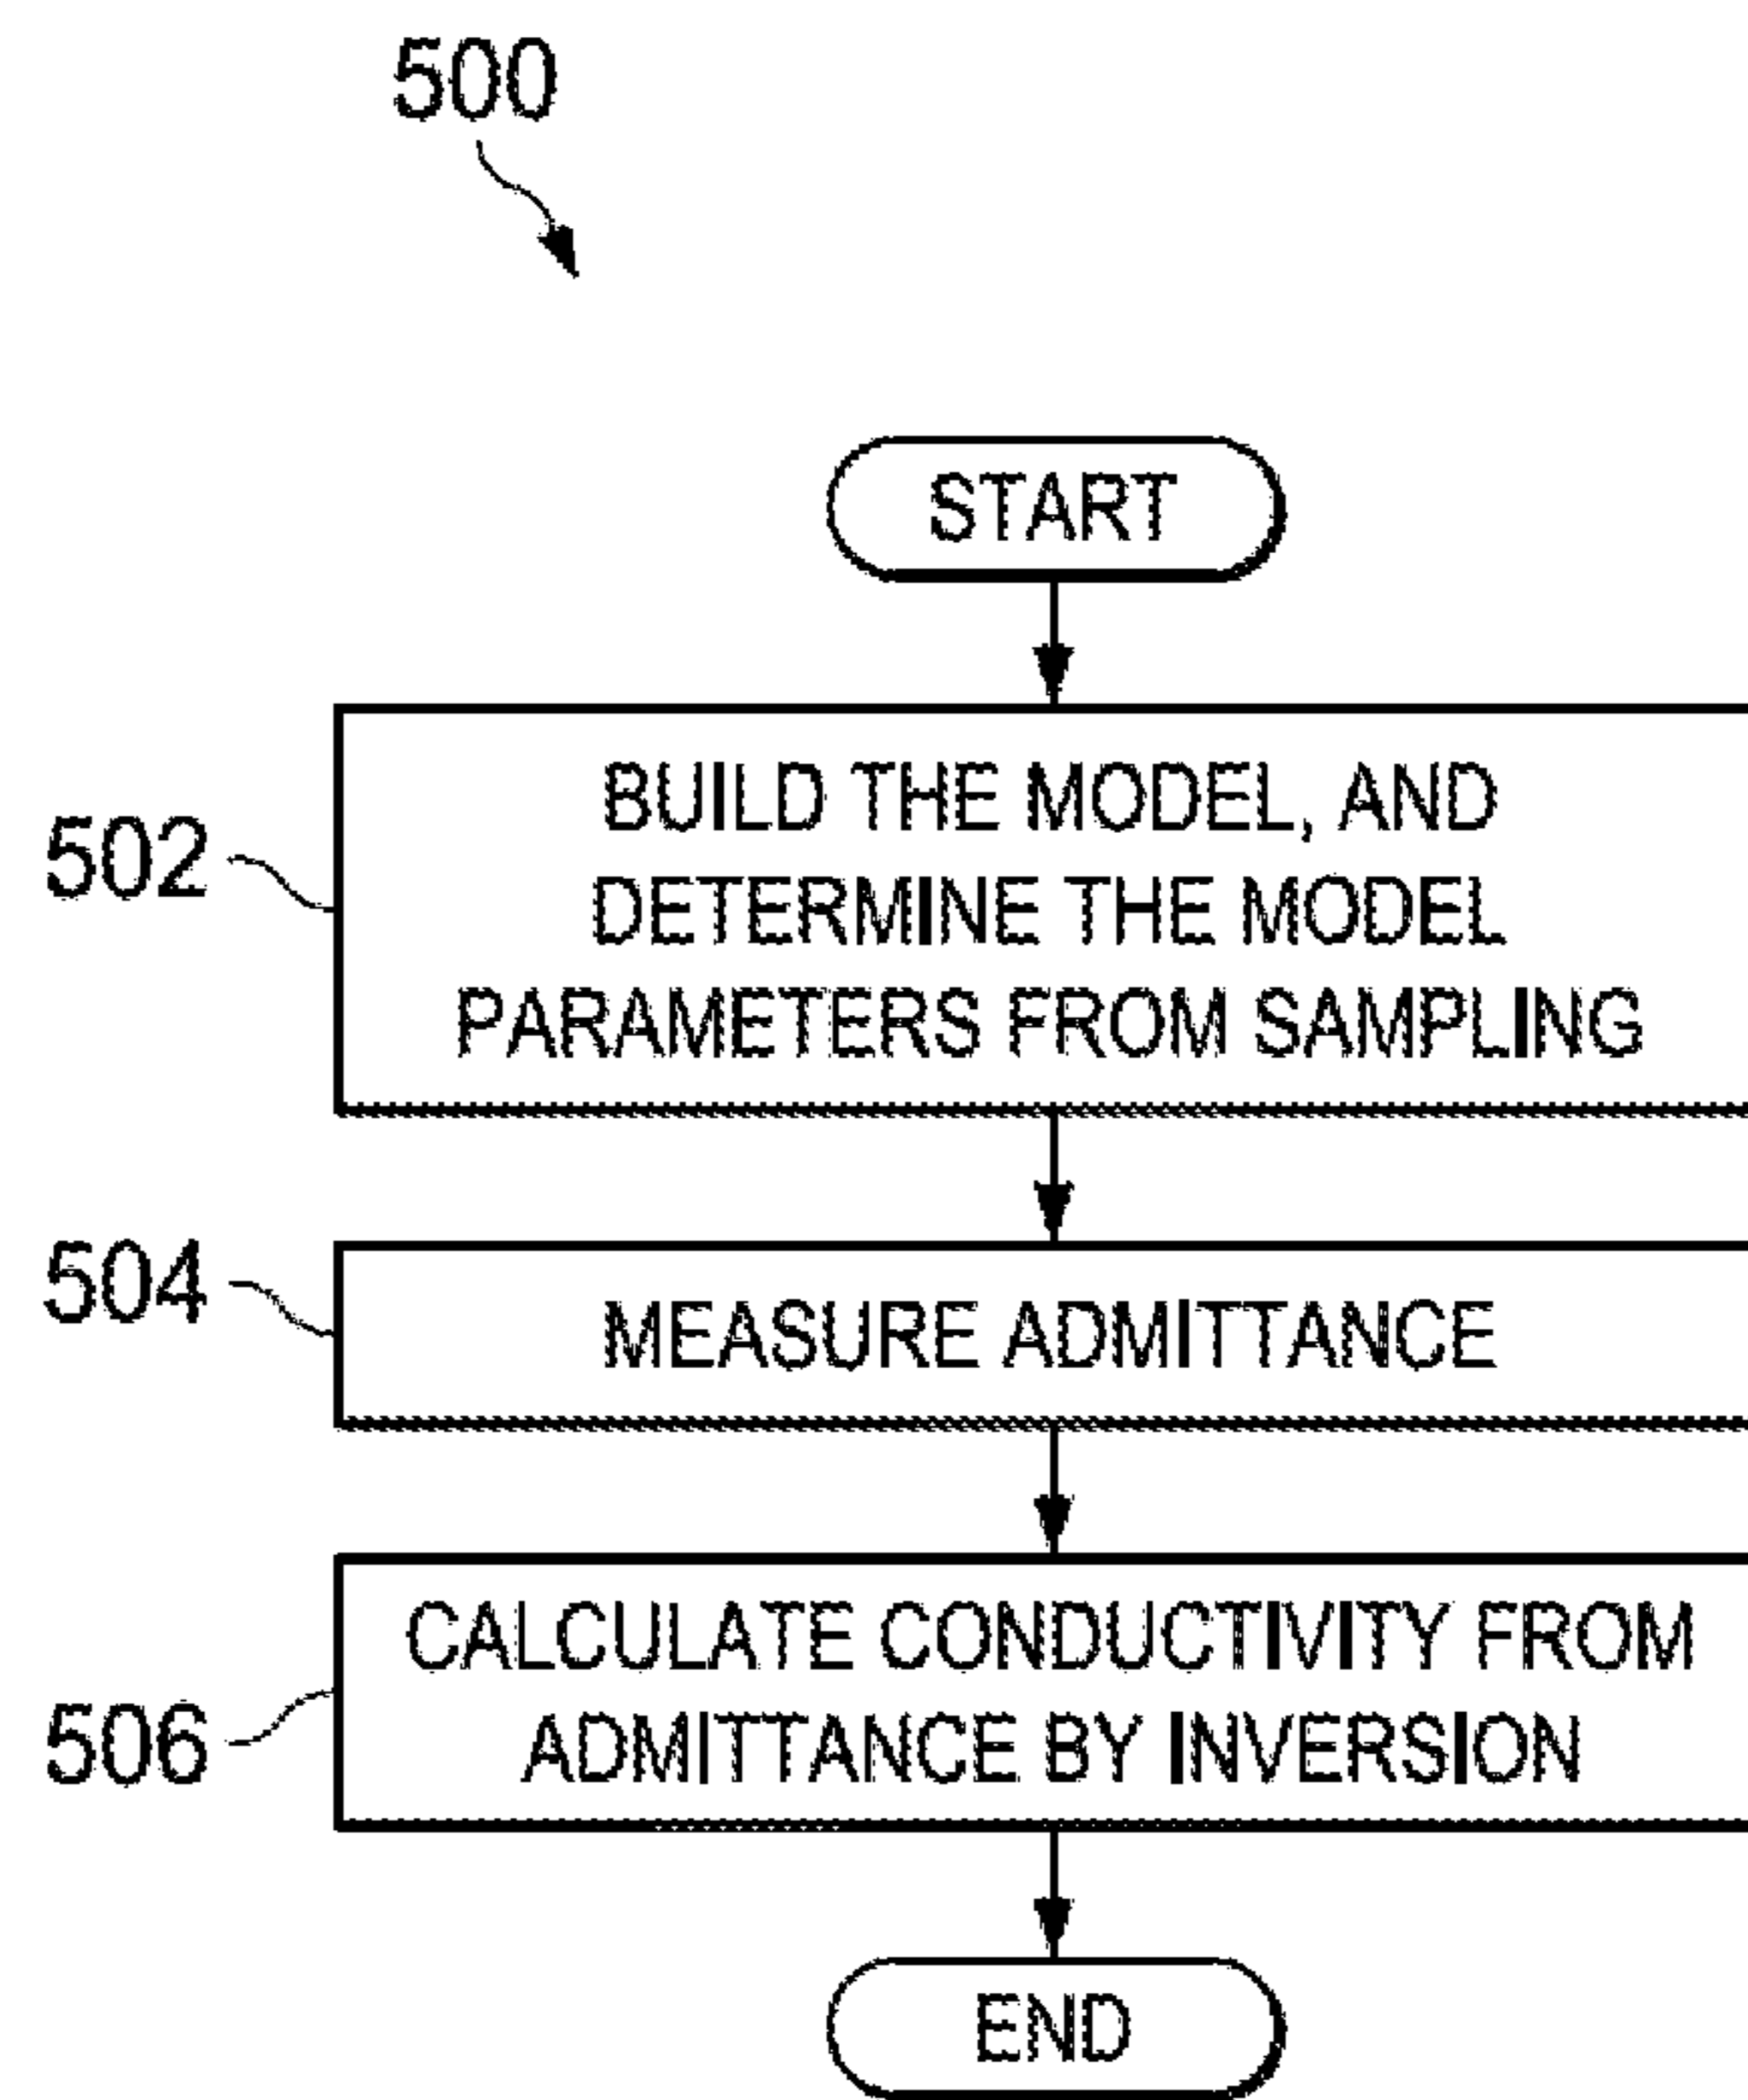 500
START
502
BUILD THE MODEL, AND
DETERMINE THE MODEL
PARAMETERS FROM SAMPLING
504
MEASURE ADMITTANCE
506
CALCULATE CONDUCTIVITY FROM
ADMITTANCE BY INVERSION
END